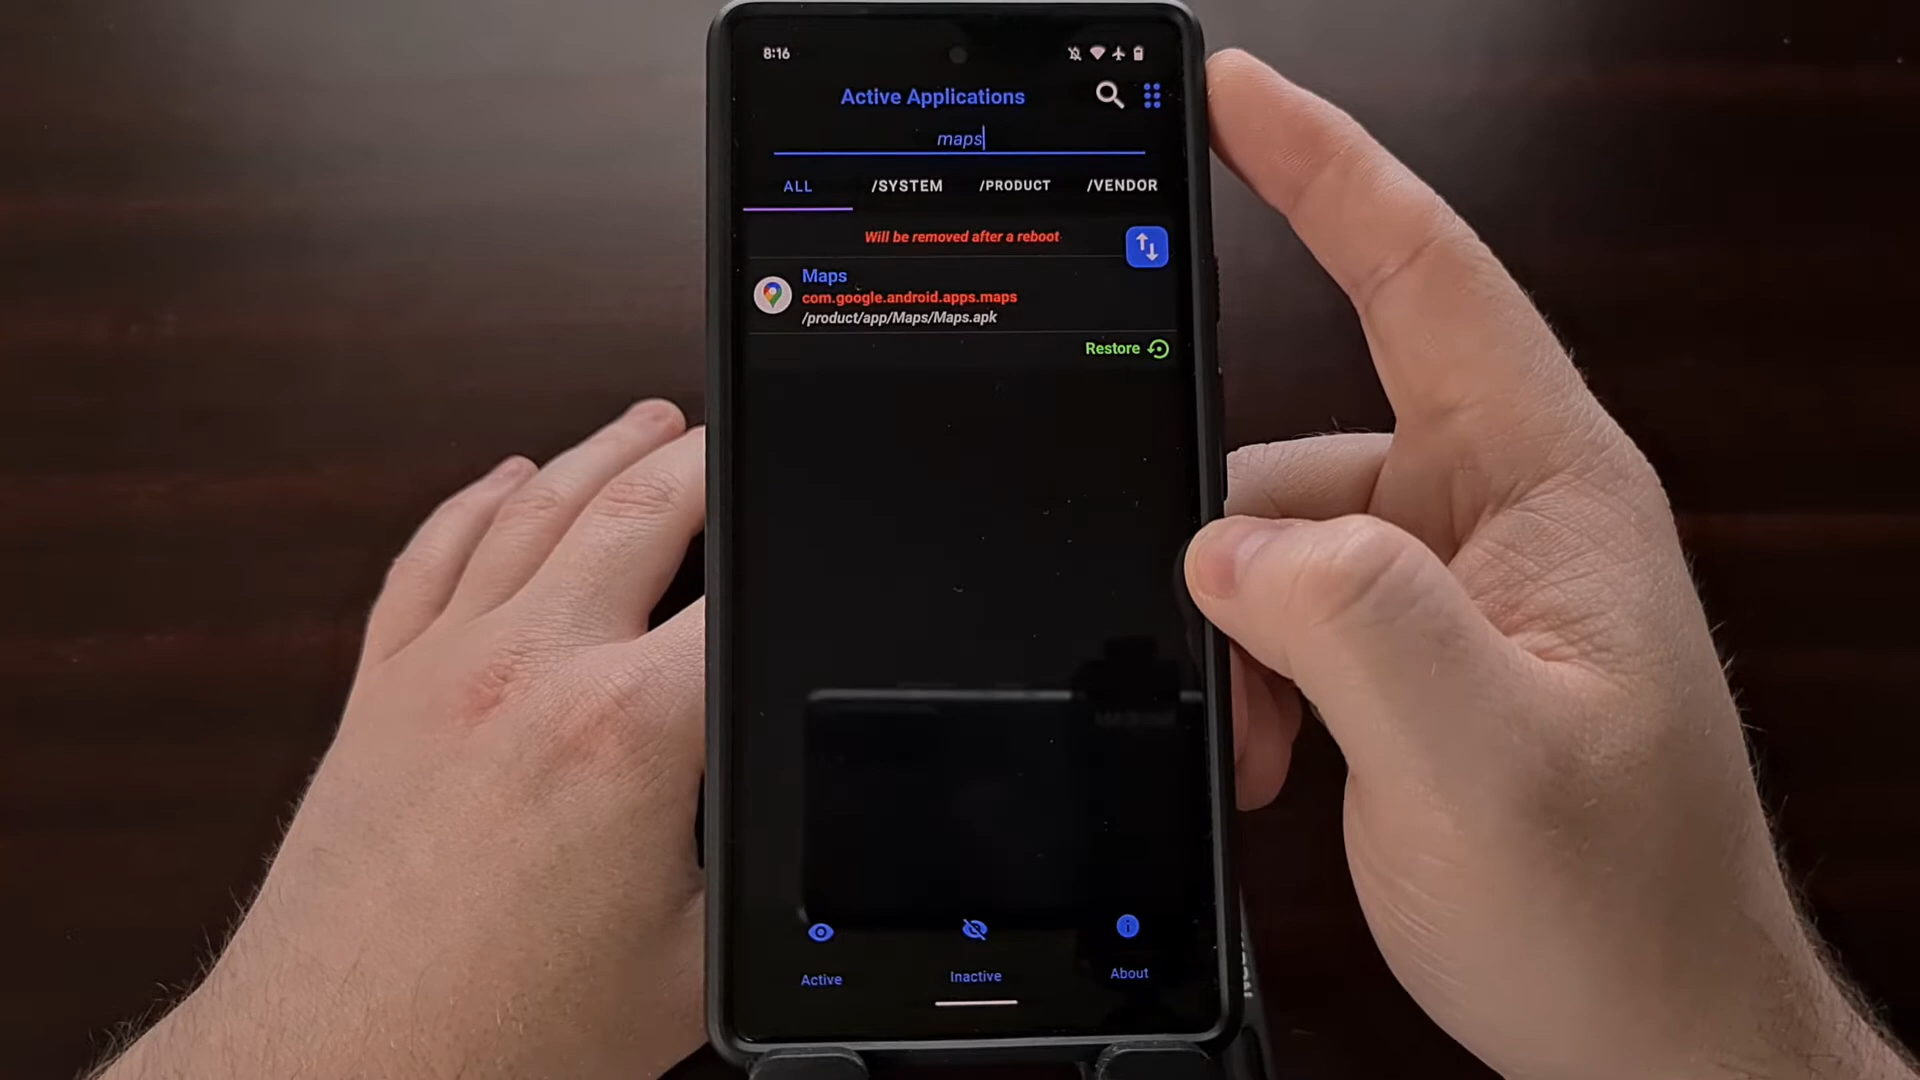 8:16
Active Applications
maps
ALL /SYSTEM /PRODUCT /VENDOR
Will be removed after a reboot
Maps
com.google.android.apps.maps
/product/app/Maps/Maps.apk
Restore
Active Inactive About